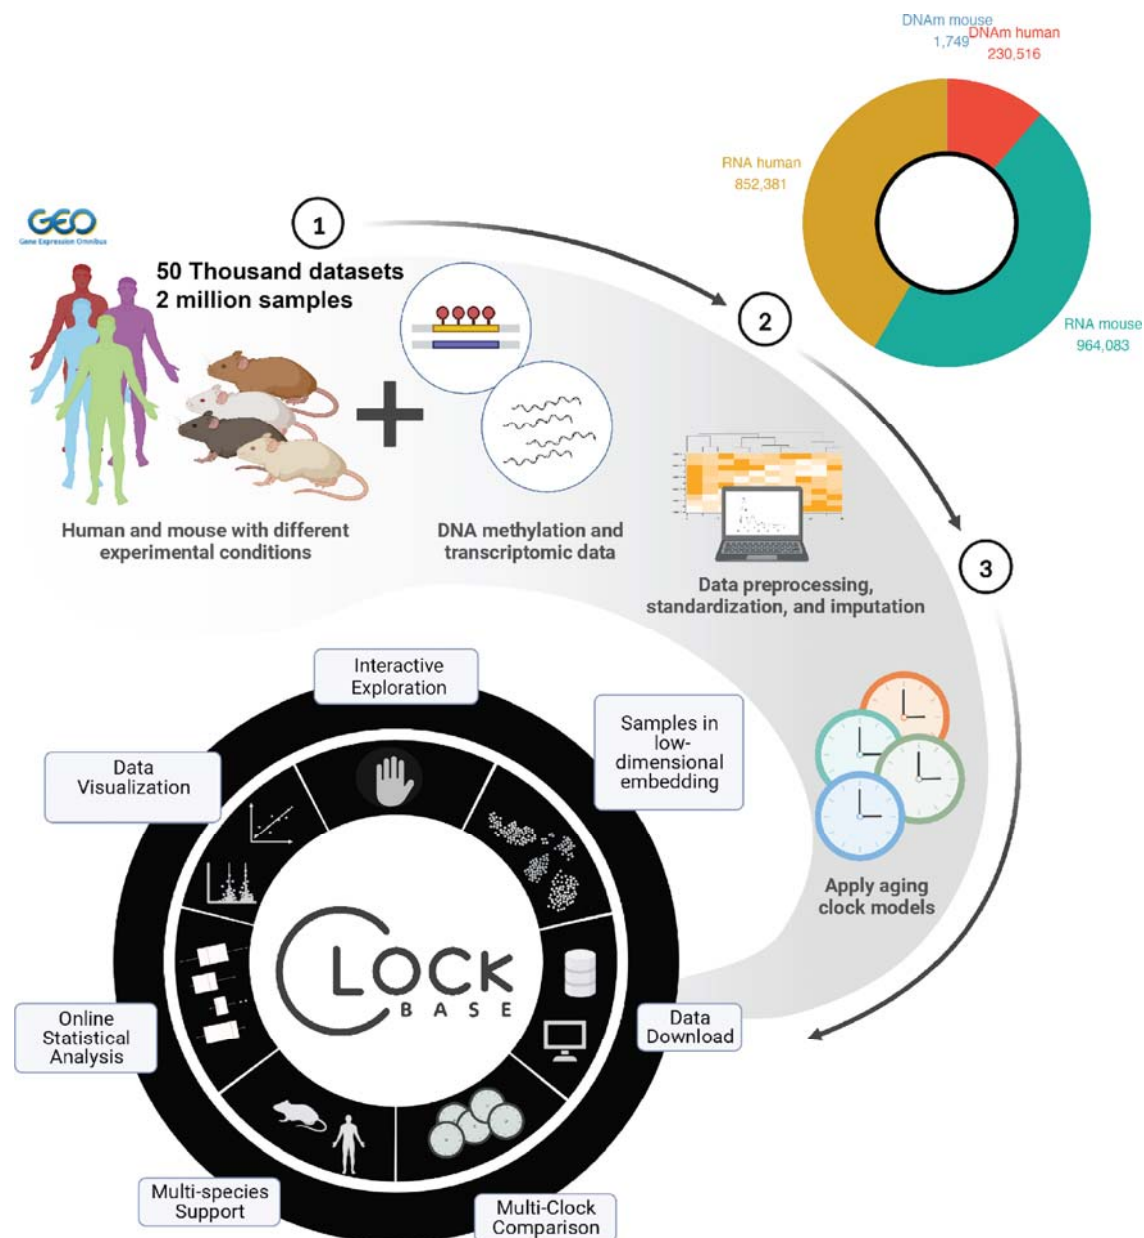 DNAm mouse
1,749
DNAm human
230,516
RNA human
852,381
RNA mouse
964,083
GEO
Gene Expression Omnibus
1
50 Thousand datasets
2 million samples
2
Human and mouse with different
experimental conditions
DNA methylation and
transcriptomic data
3
Data preprocessing,
standardization, and imputation
Interactive
Exploration
Samples in
low-
dimensional
embedding
Data
Visualization
Apply aging
clock models
CLOCK
BASE
Online
Statistical
Analysis
Data
Download
Multi-species
Support
Multi-Clock
Comparison